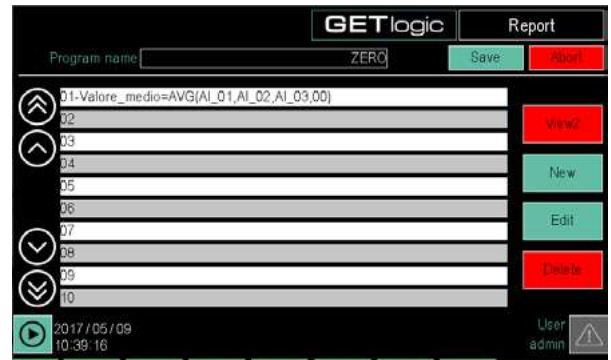 GETlogic Report
Program name ZERO Save Abort
01-Valore_medio=AVG(AI_01,AI_02,AI_03,00)
02
View2
03
04
New
05
06
Edit
07
08
Delete
09
10
2017/05/09
10:39:16
User
admin